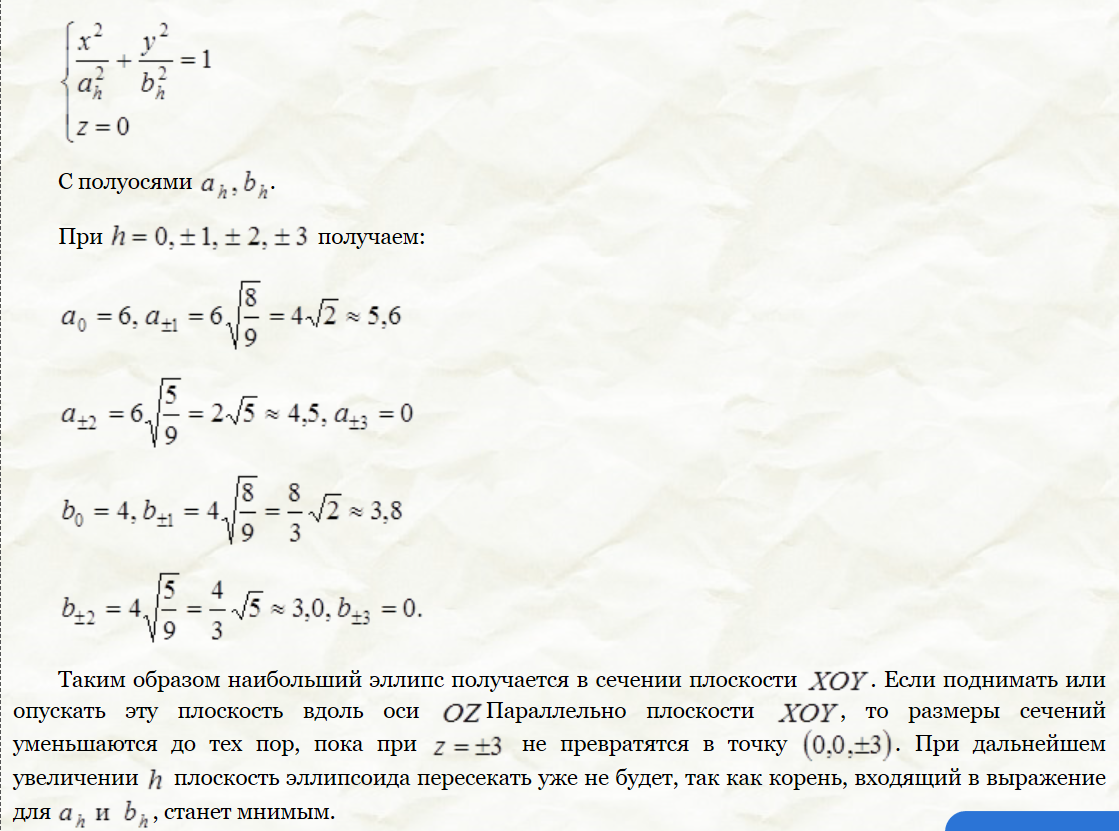 x²/a_h² + y²/b_h² = 1
z = 0
С полуосями a_h, b_h.
При h = 0, ±1, ±2, ±3 получаем:
a₀ = 6, a_±1 = 6√(8/9) = 4√2 ≈ 5,6
a_±2 = 6√(5/9) = 2√5 ≈ 4,5, a_±3 = 0
b₀ = 4, b_±1 = 4√(8/9) = 8/3 √2 ≈ 3,8
b_±2 = 4√(5/9) = 4/3 √5 ≈ 3,0, b_±3 = 0.
Таким образом наибольший эллипс получается в сечении плоскости XOY. Если поднимать или
опускать эту плоскость вдоль оси OZ Параллельно плоскости XOY, то размеры сечений
уменьшаются до тех пор, пока при z = ±3 не превратятся в точку (0,0,±3). При дальнейшем
увеличении h плоскость эллипсоида пересекать уже не будет, так как корень, входящий в выражение
для a_h и b_h, станет мнимым.